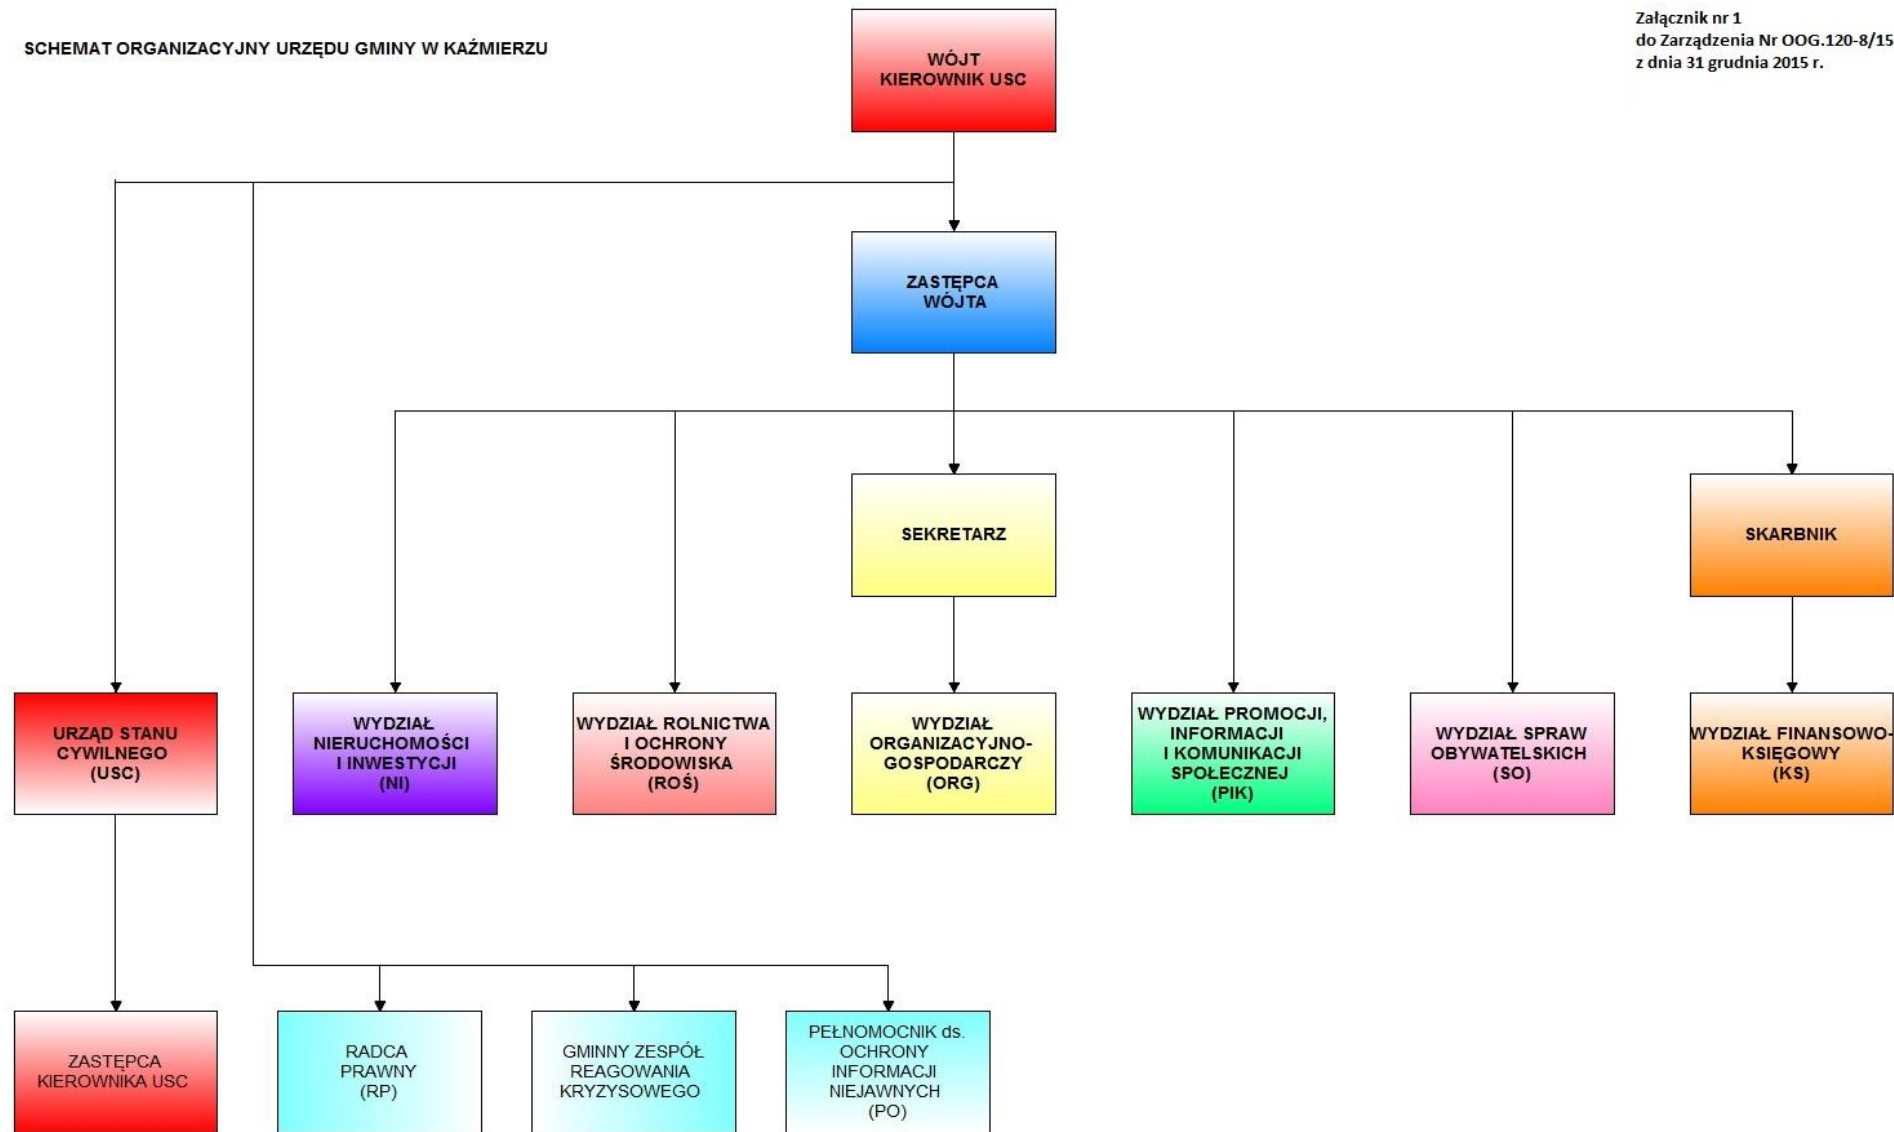 SCHEMAT ORGANIZACYJNY URZĘDU GMINY W KAŹMIERZU
Załącznik nr 1
do Zarządzenia Nr OOG.120-8/15
z dnia 31 grudnia 2015 r.
WÓJT
KIEROWNIK USC
ZASTĘPCA
WÓJTA
SEKRETARZ
SKARBNIK
URZĄD STANU
CYWILNEGO
(USC)
WYDZIAŁ
NIERUCHOMOŚCI
I INWESTYCJI
(NI)
WYDZIAŁ ROLNICTWA
I OCHRONY
ŚRODOWISKA
(ROŚ)
WYDZIAŁ
ORGANIZACYJNO-
GOSPODARCZY
(ORG)
WYDZIAŁ PROMOCJI,
INFORMACJI
I KOMUNIKACJI
SPOŁECZNEJ
(PIK)
WYDZIAŁ SPRAW
OBYWATELSKICH
(SO)
WYDZIAŁ FINANSOWO-
KSIĘGOWY
(KS)
ZASTĘPCA
KIEROWNIKA USC
RADCA
PRAWNY
(RP)
GMINNY ZESPÓŁ
REAGOWANIA
KRYZYSOWEGO
PEŁNOMOCNIK ds.
OCHRONY
INFORMACJI
NIEJAWNYCH
(PO)